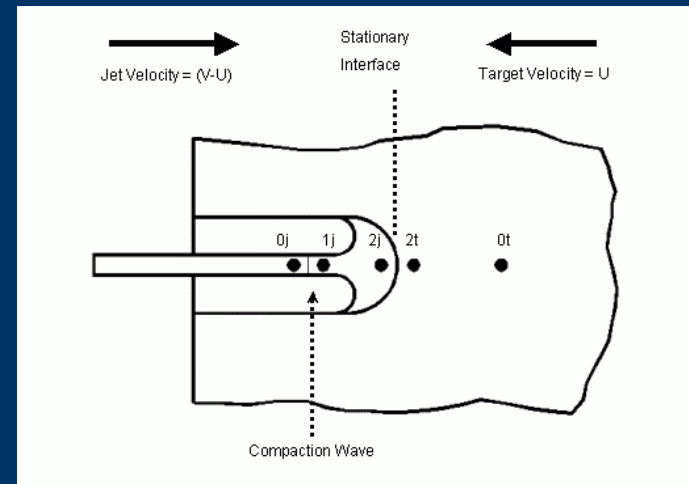 Stationary
Interface
Jet Velocity = (V-U)
Target Velocity = U
0j 1j 2j 2t 0t
Compaction Wave